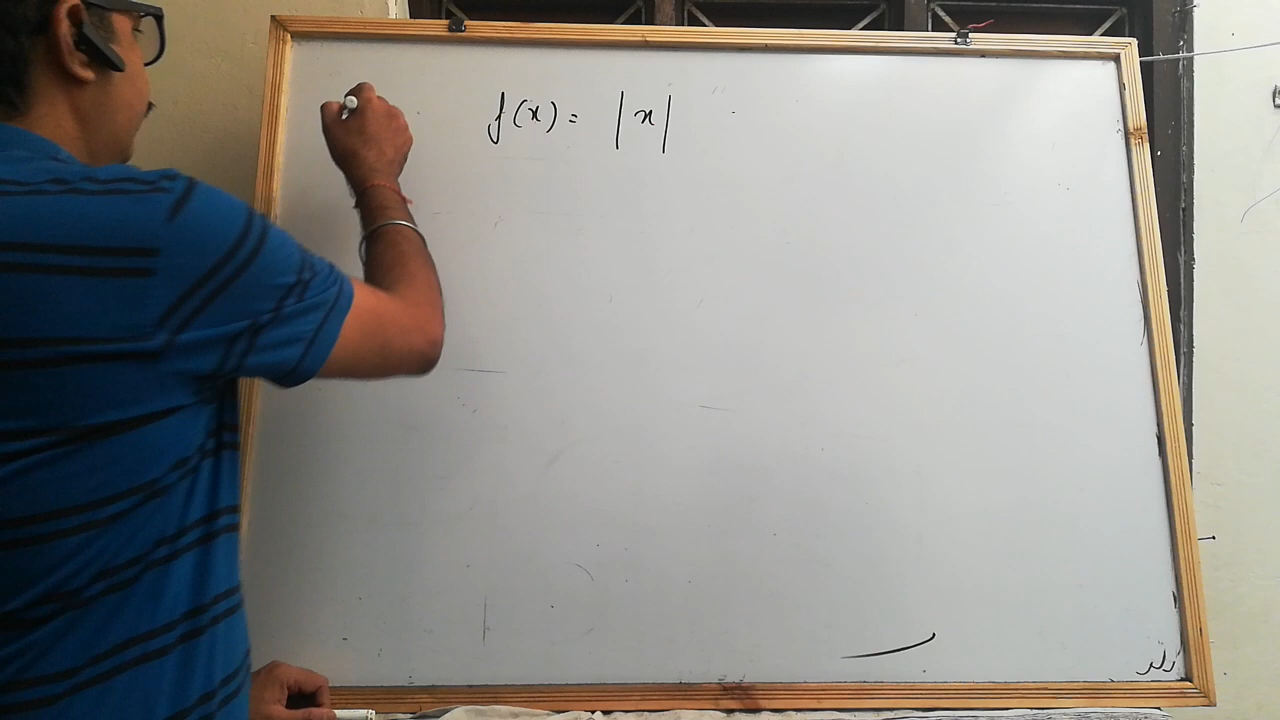 f(x) = |x|